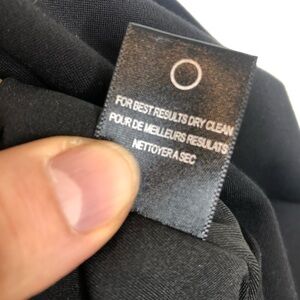 FOR BEST RESULTS DRY CLEAN
POUR DE MEILLEURS RESULATS
NETTOYER A SEC